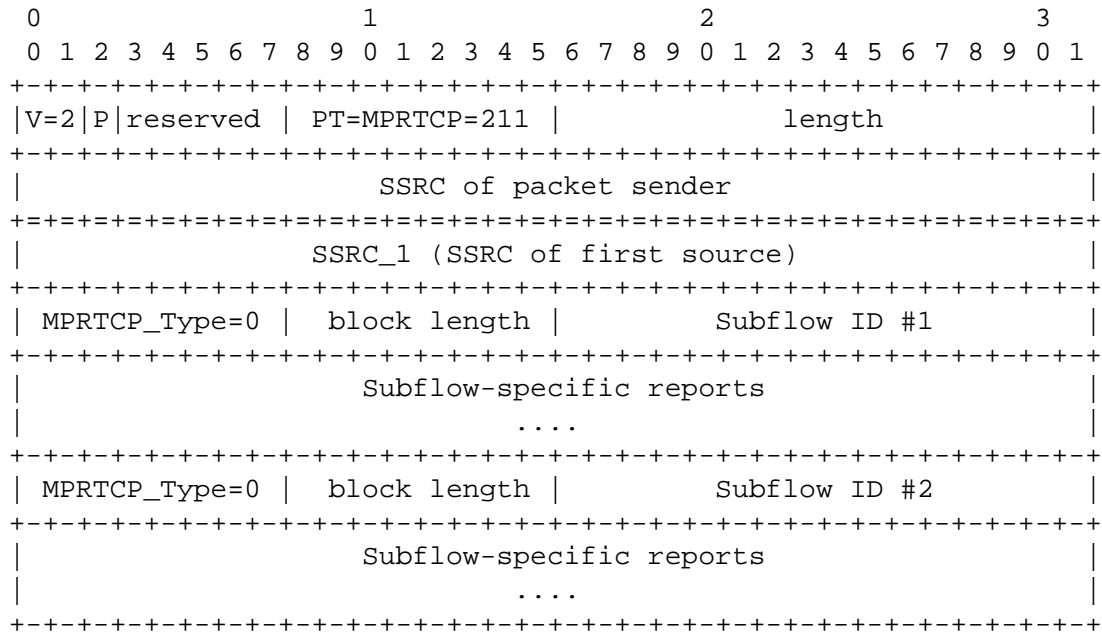 0                   1                   2                   3
 0 1 2 3 4 5 6 7 8 9 0 1 2 3 4 5 6 7 8 9 0 1 2 3 4 5 6 7 8 9 0 1
+-+-+-+-+-+-+-+-+-+-+-+-+-+-+-+-+-+-+-+-+-+-+-+-+-+-+-+-+-+-+-+-+
|V=2|P|reserved | PT=MPRTCP=211 |             length            |
+-+-+-+-+-+-+-+-+-+-+-+-+-+-+-+-+-+-+-+-+-+-+-+-+-+-+-+-+-+-+-+-+
|                     SSRC of packet sender                     |
+=+=+=+=+=+=+=+=+=+=+=+=+=+=+=+=+=+=+=+=+=+=+=+=+=+=+=+=+=+=+=+=+
|                 SSRC_1 (SSRC of first source)                 |
+-+-+-+-+-+-+-+-+-+-+-+-+-+-+-+-+-+-+-+-+-+-+-+-+-+-+-+-+-+-+-+-+
| MPRTCP_Type=0 |  block length |         Subflow ID #1         |
+-+-+-+-+-+-+-+-+-+-+-+-+-+-+-+-+-+-+-+-+-+-+-+-+-+-+-+-+-+-+-+-+
|                    Subflow-specific reports                   |
|                             ....                              |
+-+-+-+-+-+-+-+-+-+-+-+-+-+-+-+-+-+-+-+-+-+-+-+-+-+-+-+-+-+-+-+-+
| MPRTCP_Type=0 |  block length |         Subflow ID #2         |
+-+-+-+-+-+-+-+-+-+-+-+-+-+-+-+-+-+-+-+-+-+-+-+-+-+-+-+-+-+-+-+-+
|                    Subflow-specific reports                   |
|                             ....                              |
+-+-+-+-+-+-+-+-+-+-+-+-+-+-+-+-+-+-+-+-+-+-+-+-+-+-+-+-+-+-+-+-+